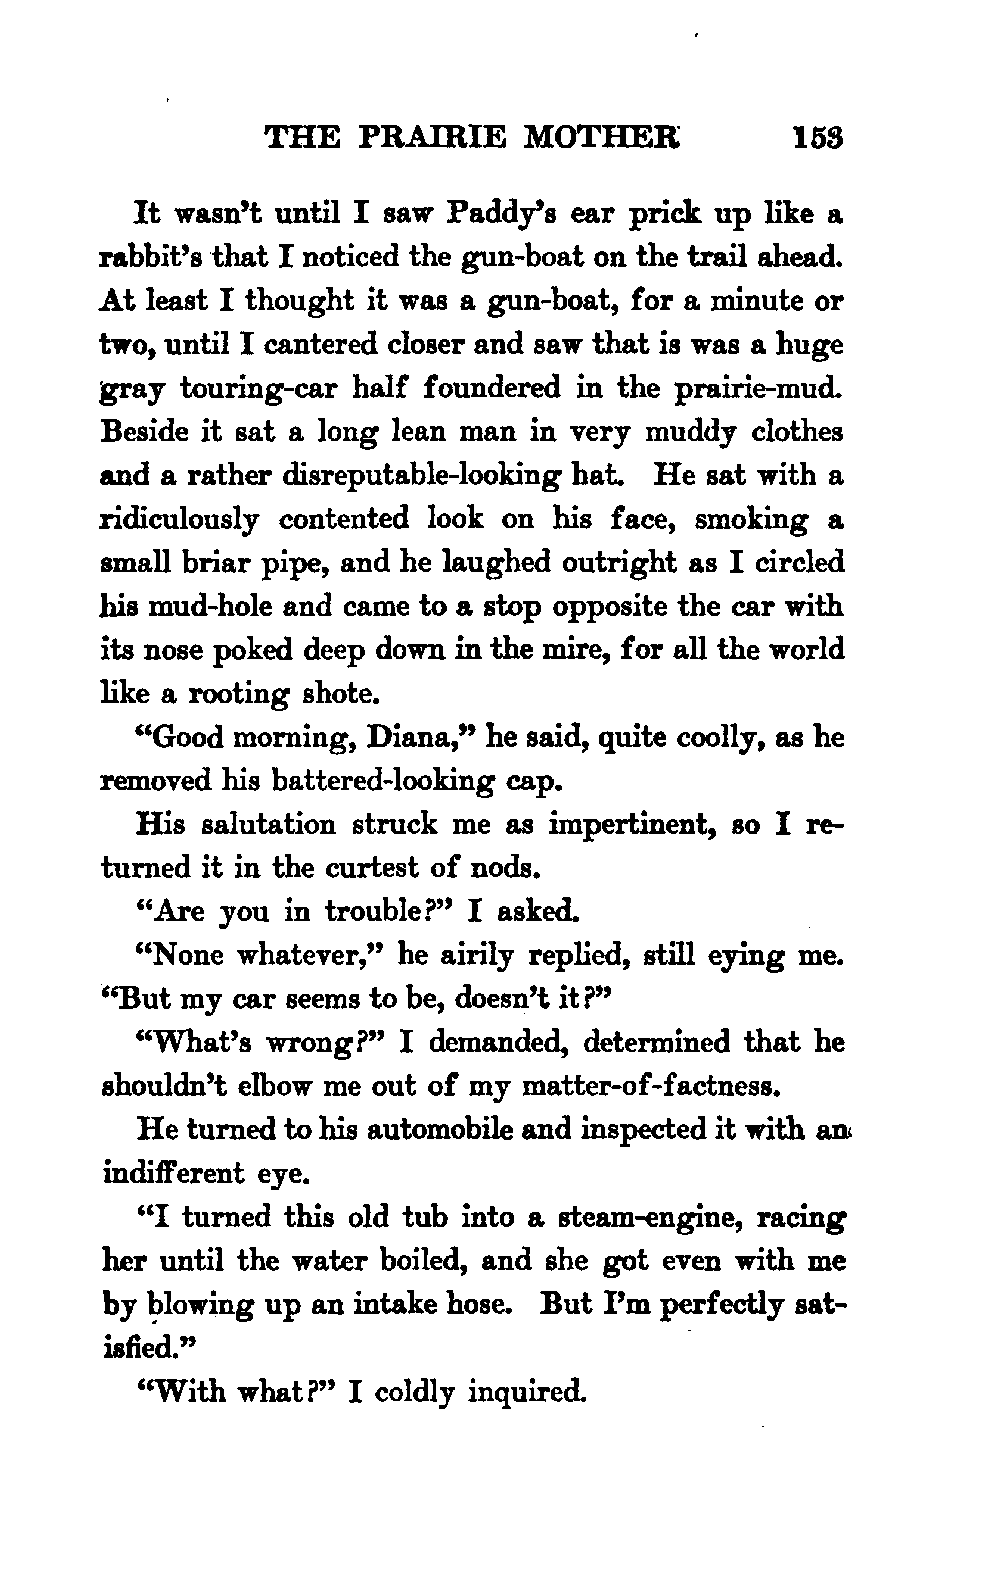 THE PRAIRIE MOTHER 153
It wasn't until I saw Paddy's ear prick up like a
rabbit's that I noticed the gun-boat on the trail ahead.
At least I thought it was a gun-boat, for a minute or
two, until I cantered closer and saw that is was a huge
gray touring-car half foundered in the prairie-mud.
Beside it sat a long lean man in very muddy clothes
and a rather disreputable-looking hat. He sat with a
ridiculously contented look on his face, smoking a
small briar pipe, and he laughed outright as I circled
his mud-hole and came to a stop opposite the car with
its nose poked deep down in the mire, for all the world
like a rooting shote.
"Good morning, Diana," he said, quite coolly, as he
removed his battered-looking cap.
His salutation struck me as impertinent, so I re-
turned it in the curtest of nods.
"Are you in trouble?" I asked.
"None whatever," he airily replied, still eying me.
"But my car seems to be, doesn't it?"
"What's wrong?" I demanded, determined that he
shouldn't elbow me out of my matter-of-factness.
He turned to his automobile and inspected it with an
indifferent eye.
"I turned this old tub into a steam-engine, racing
her until the water boiled, and she got even with me
by blowing up an intake hose. But I'm perfectly sat-
isfied."
"With what?" I coldly inquired.